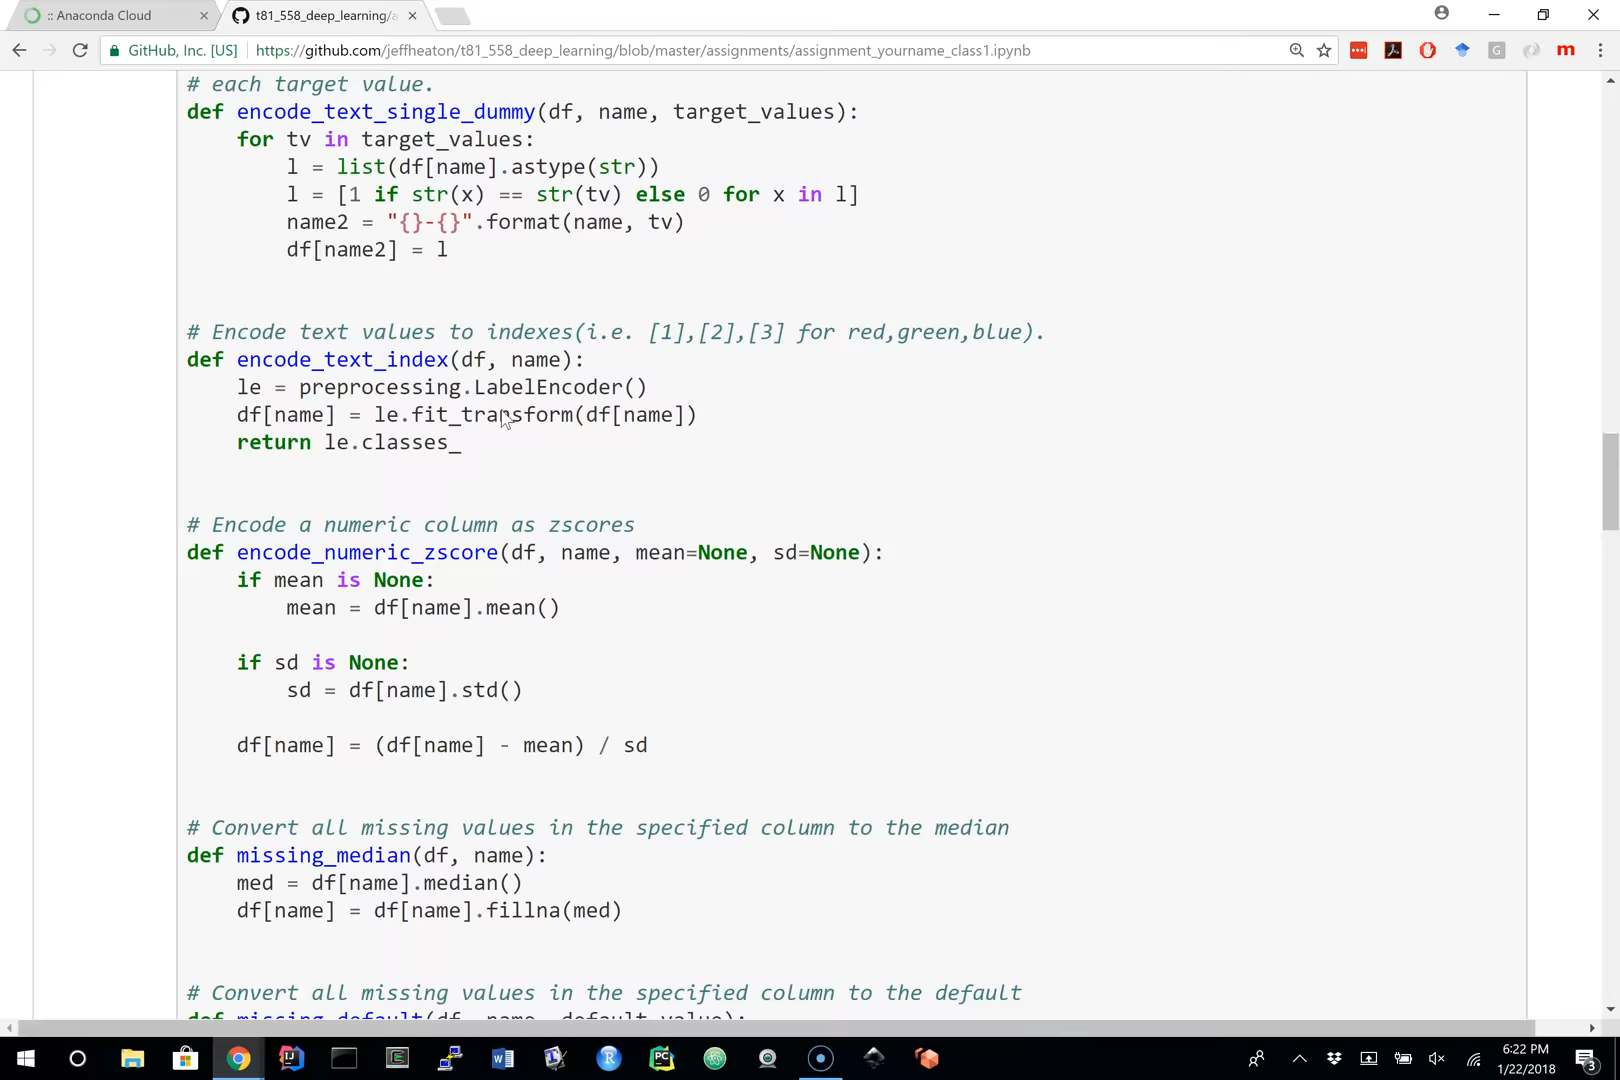 :: Anaconda Cloud
t81_558_deep_learning/a
GitHub, Inc. [US]
https://github.com/jeffheaton/t81_558_deep_learning/blob/master/assignments/assignment_yourname_class1.ipynb
# each target value.
def encode_text_single_dummy(df, name, target_values):
for tv in target_values:
l = list(df[name].astype(str))
l = [1 if str(x) == str(tv) else 0 for x in l]
name2 = "{}-{}".format(name, tv)
df[name2] = l
# Encode text values to indexes(i.e. [1],[2],[3] for red,green,blue).
def encode_text_index(df, name):
le = preprocessing.LabelEncoder()
df[name] = le.fit_transform(df[name])
return le.classes_
# Encode a numeric column as zscores
def encode_numeric_zscore(df, name, mean=None, sd=None):
if mean is None:
mean = df[name].mean()
if sd is None:
sd = df[name].std()
df[name] = (df[name] - mean) / sd
# Convert all missing values in the specified column to the median
def missing_median(df, name):
med = df[name].median()
df[name] = df[name].fillna(med)
# Convert all missing values in the specified column to the default
def missing_default(df, name, default_value):
6:22 PM
1/22/2018
3